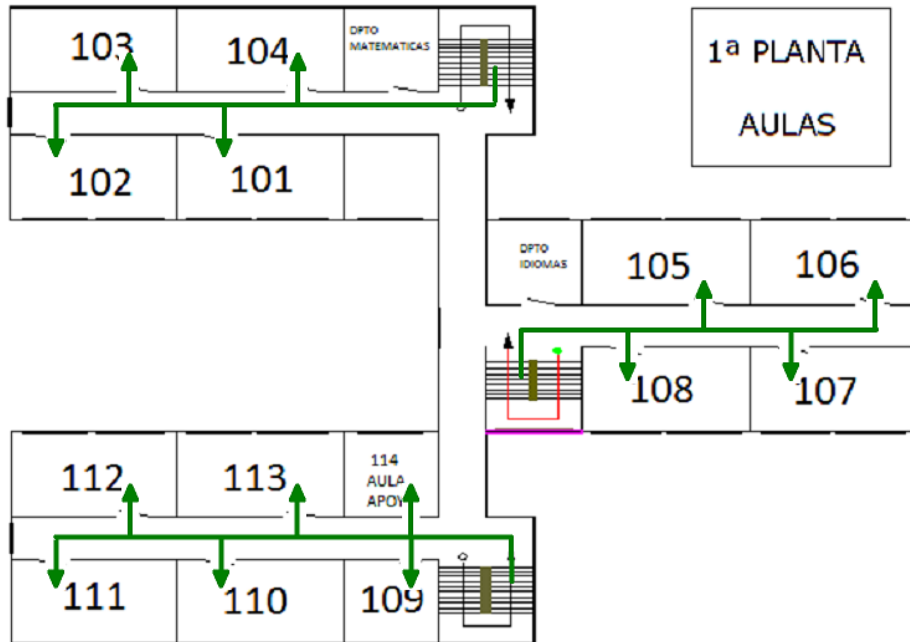 103
104
DPTO
MATEMATICAS
1ª PLANTA
AULAS
102
101
DPTO
IDIOMAS
105
106
108
107
112
113
114
AULA
APOY
111
110
109